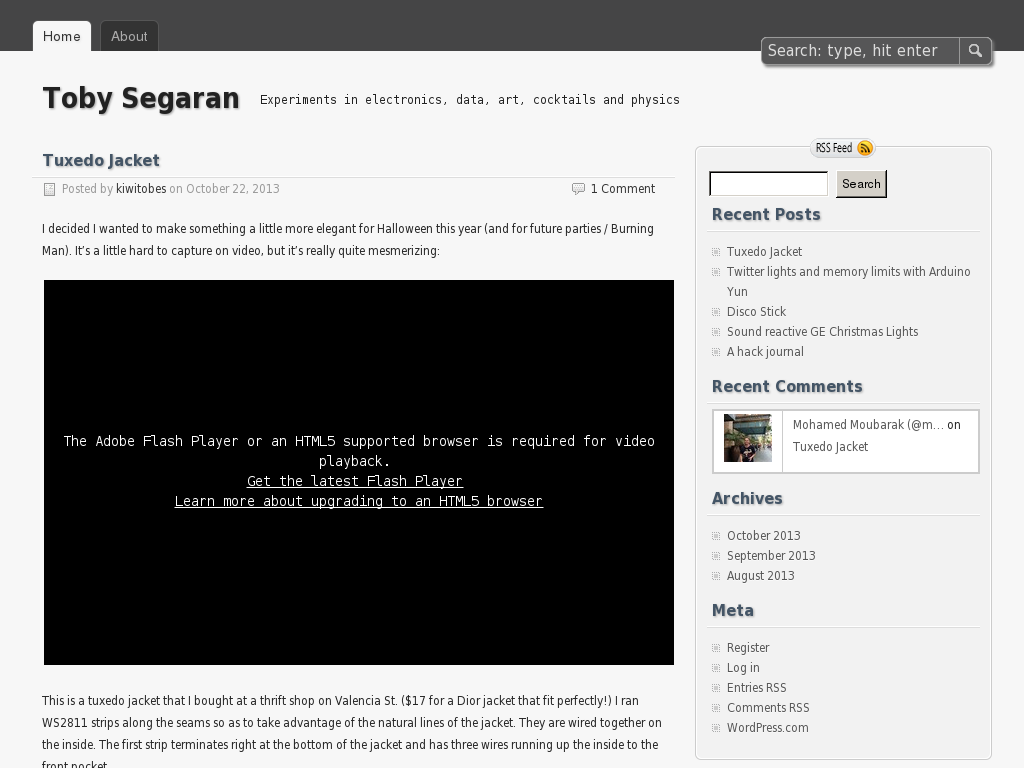 Home
About
Search: type, hit enter
Toby Segaran
Experiments in electronics, data, art, cocktails and physics
Tuxedo Jacket
Posted by kiwitobes on October 22, 2013
1 Comment
I decided I wanted to make something a little more elegant for Halloween this year (and for future parties / Burning
Man). It's a little hard to capture on video, but it's really quite mesmerizing:
The Adobe Flash Player or an HTML5 supported browser is required for video
playback.
Get the latest Flash Player
Learn more about upgrading to an HTML5 browser
This is a tuxedo jacket that I bought at a thrift shop on Valencia St. ($17 for a Dior jacket that fit perfectly!) I ran
WS2811 strips along the seams so as to take advantage of the natural lines of the jacket. They are wired together on
the inside. The first strip terminates right at the bottom of the jacket and has three wires running up the inside to the
front pocket.
RSS Feed
Search
Recent Posts
Tuxedo Jacket
Twitter lights and memory limits with Arduino
Yun
Disco Stick
Sound reactive GE Christmas Lights
A hack journal
Recent Comments
Mohamed Moubarak (@m... on
Tuxedo Jacket
Archives
October 2013
September 2013
August 2013
Meta
Register
Log in
Entries RSS
Comments RSS
WordPress.com